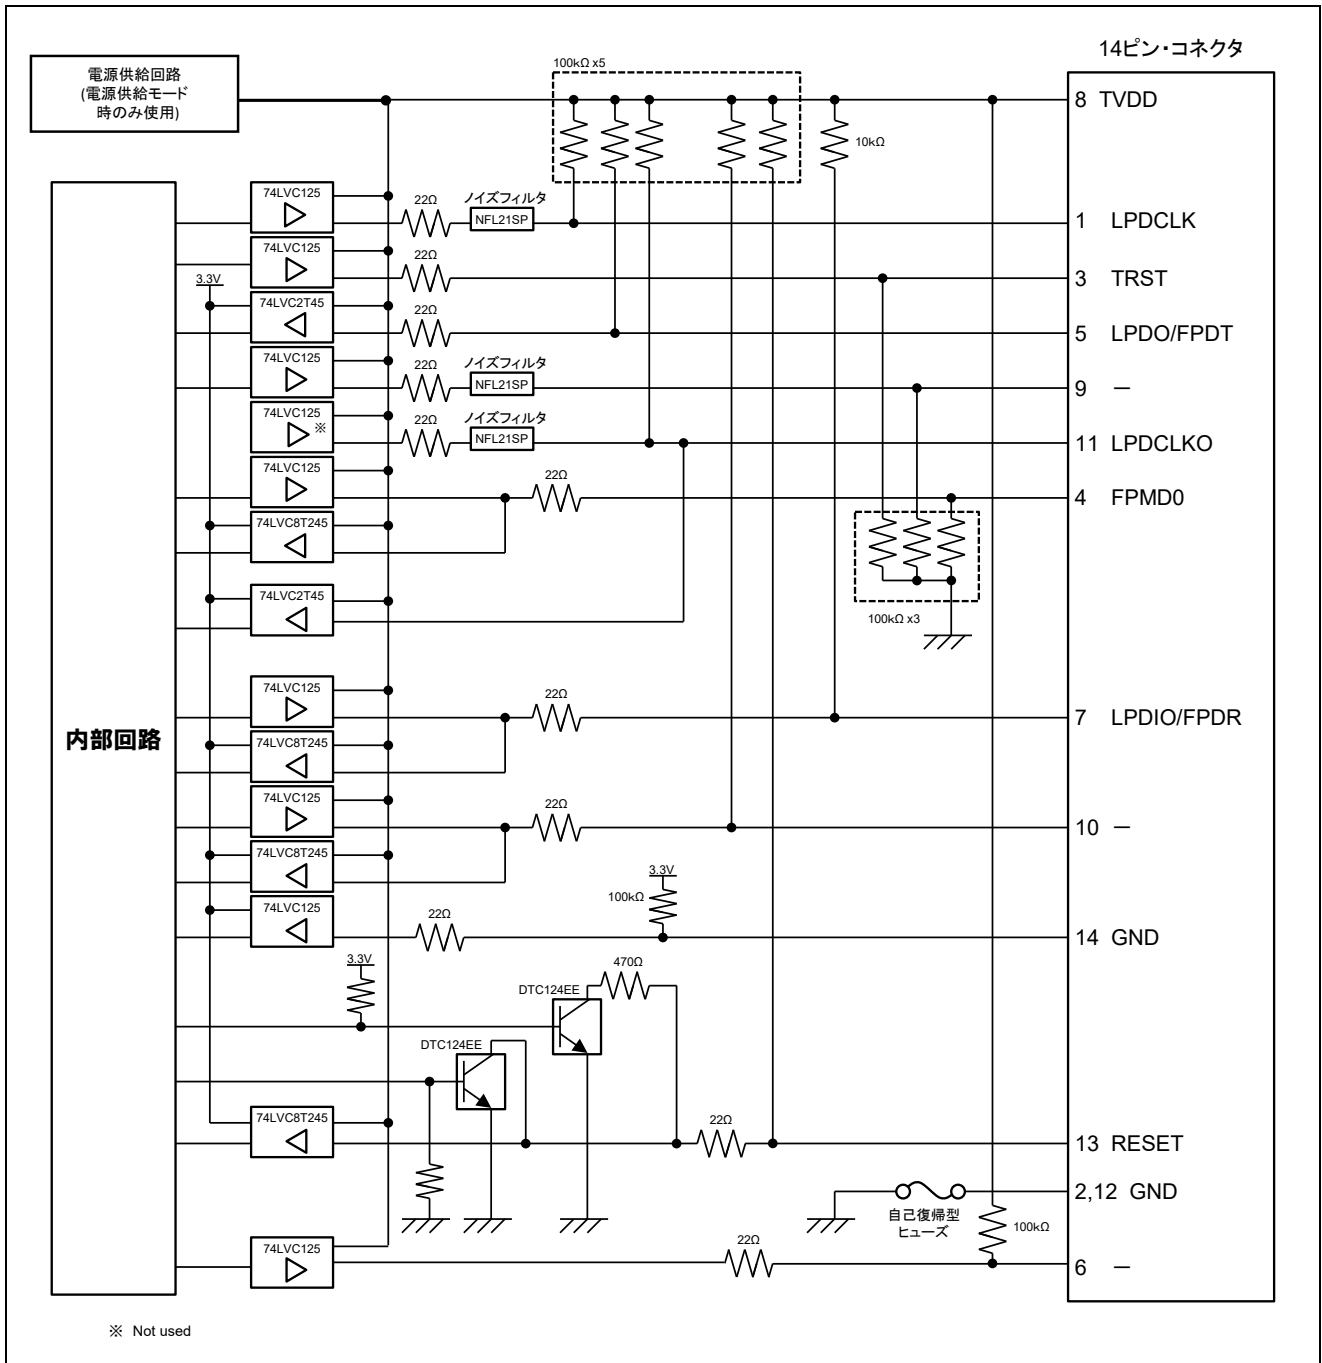 14ピン・コネクタ
電源供給回路
(電源供給モード
時のみ使用)
100kΩ x5
8 TVDD
10kΩ
74LVC125
22Ω
ノイズフィルタ
NFL21SP
1 LPDCLK
74LVC125
22Ω
3 TRST
3.3V
74LVC2T45
22Ω
5 LPDO/FPDT
74LVC125
22Ω
ノイズフィルタ
NFL21SP
9 －
74LVC125
※
22Ω
ノイズフィルタ
NFL21SP
11 LPDCLKO
74LVC125
22Ω
4 FPMD0
74LVC8T245
74LVC2T45
100kΩ x3
内部回路
74LVC125
22Ω
7 LPDIO/FPDR
74LVC8T245
74LVC125
22Ω
10 －
74LVC8T245
3.3V
100kΩ
74LVC125
22Ω
14 GND
3.3V
470Ω
DTC124EE
DTC124EE
74LVC8T245
22Ω
13 RESET
2,12 GND
自己復帰型
ヒューズ
100kΩ
74LVC125
22Ω
6 －
※ Not used